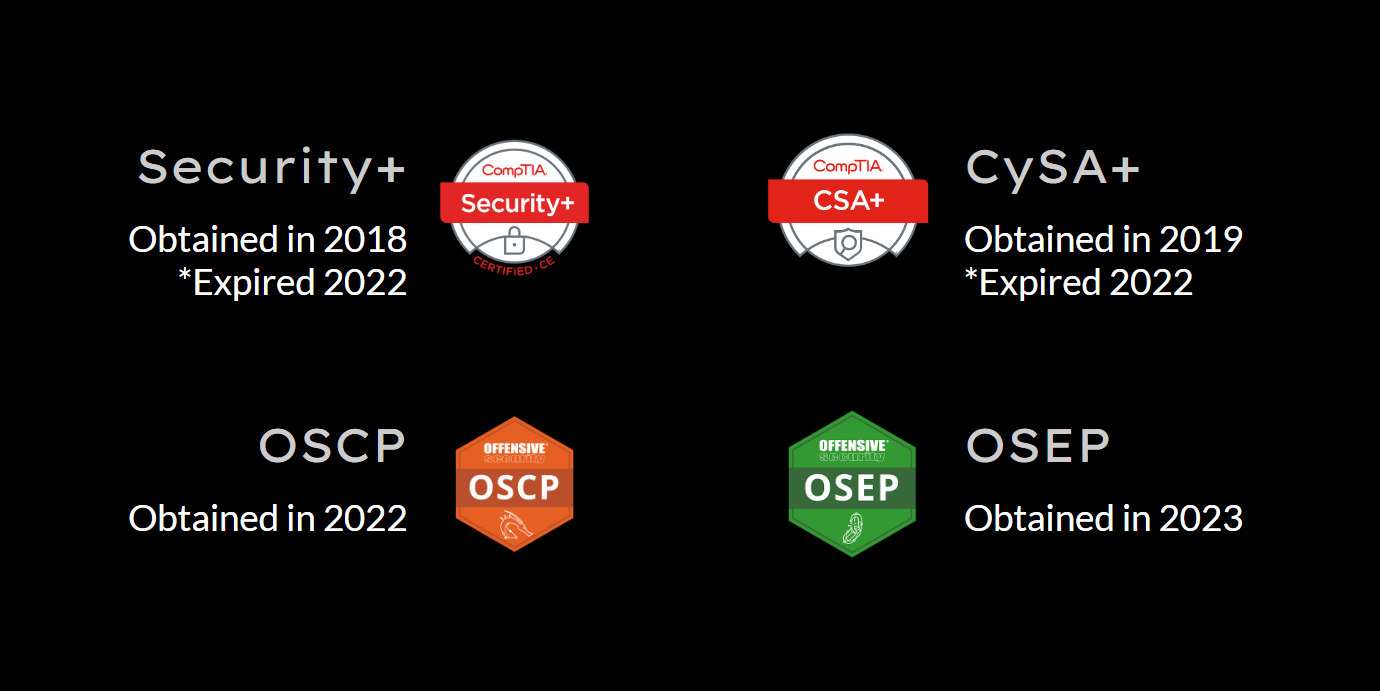 Security+
Obtained in 2018
*Expired 2022
CompTIA.
Security+
CERTIFIED • CE
CompTIA.
CSA+
CySA+
Obtained in 2019
*Expired 2022
OSCP
Obtained in 2022
OFFENSIVE®
security
OSCP
OFFENSIVE®
security
OSEP
OSEP
Obtained in 2023